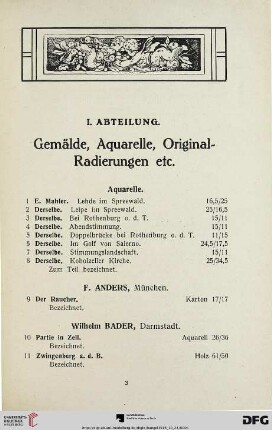 I. ABTEILUNG.
Gemälde, Aquarelle, Original-
Radierungen etc.
Aquarelle.
1 E. Mahler. Lehde im Spreewald. 16,5/25
2 Derselbe. Leipe im Spreewald. 25/16,5
3 Derselbe. Bei Rothenburg o. d. T. 15/11
4 Derselbe. Abendstimmung. 15/11
5 Derselbe. Doppelbrücke bei Rothenburg o. d. T. 11/15
6 Derselbe. Im Golf von Salerno. 24,5/17,5
7 Derselbe. Stimmungslandschaft. 15/11
8 Derselbe. Kobolzeller Kirche. 25/34,5
Zum Teil bezeichnet.
F. ANDERS, München.
9 Der Raucher. Karton 17/17
Bezeichnet.
Wilhelm BADER, Darmstadt.
10 Partie in Zell. Aquarell 26/36
Bezeichnet.
11 Zwingenberg a. d. B. Holz 61/50
Bezeichnet.
3
DFG